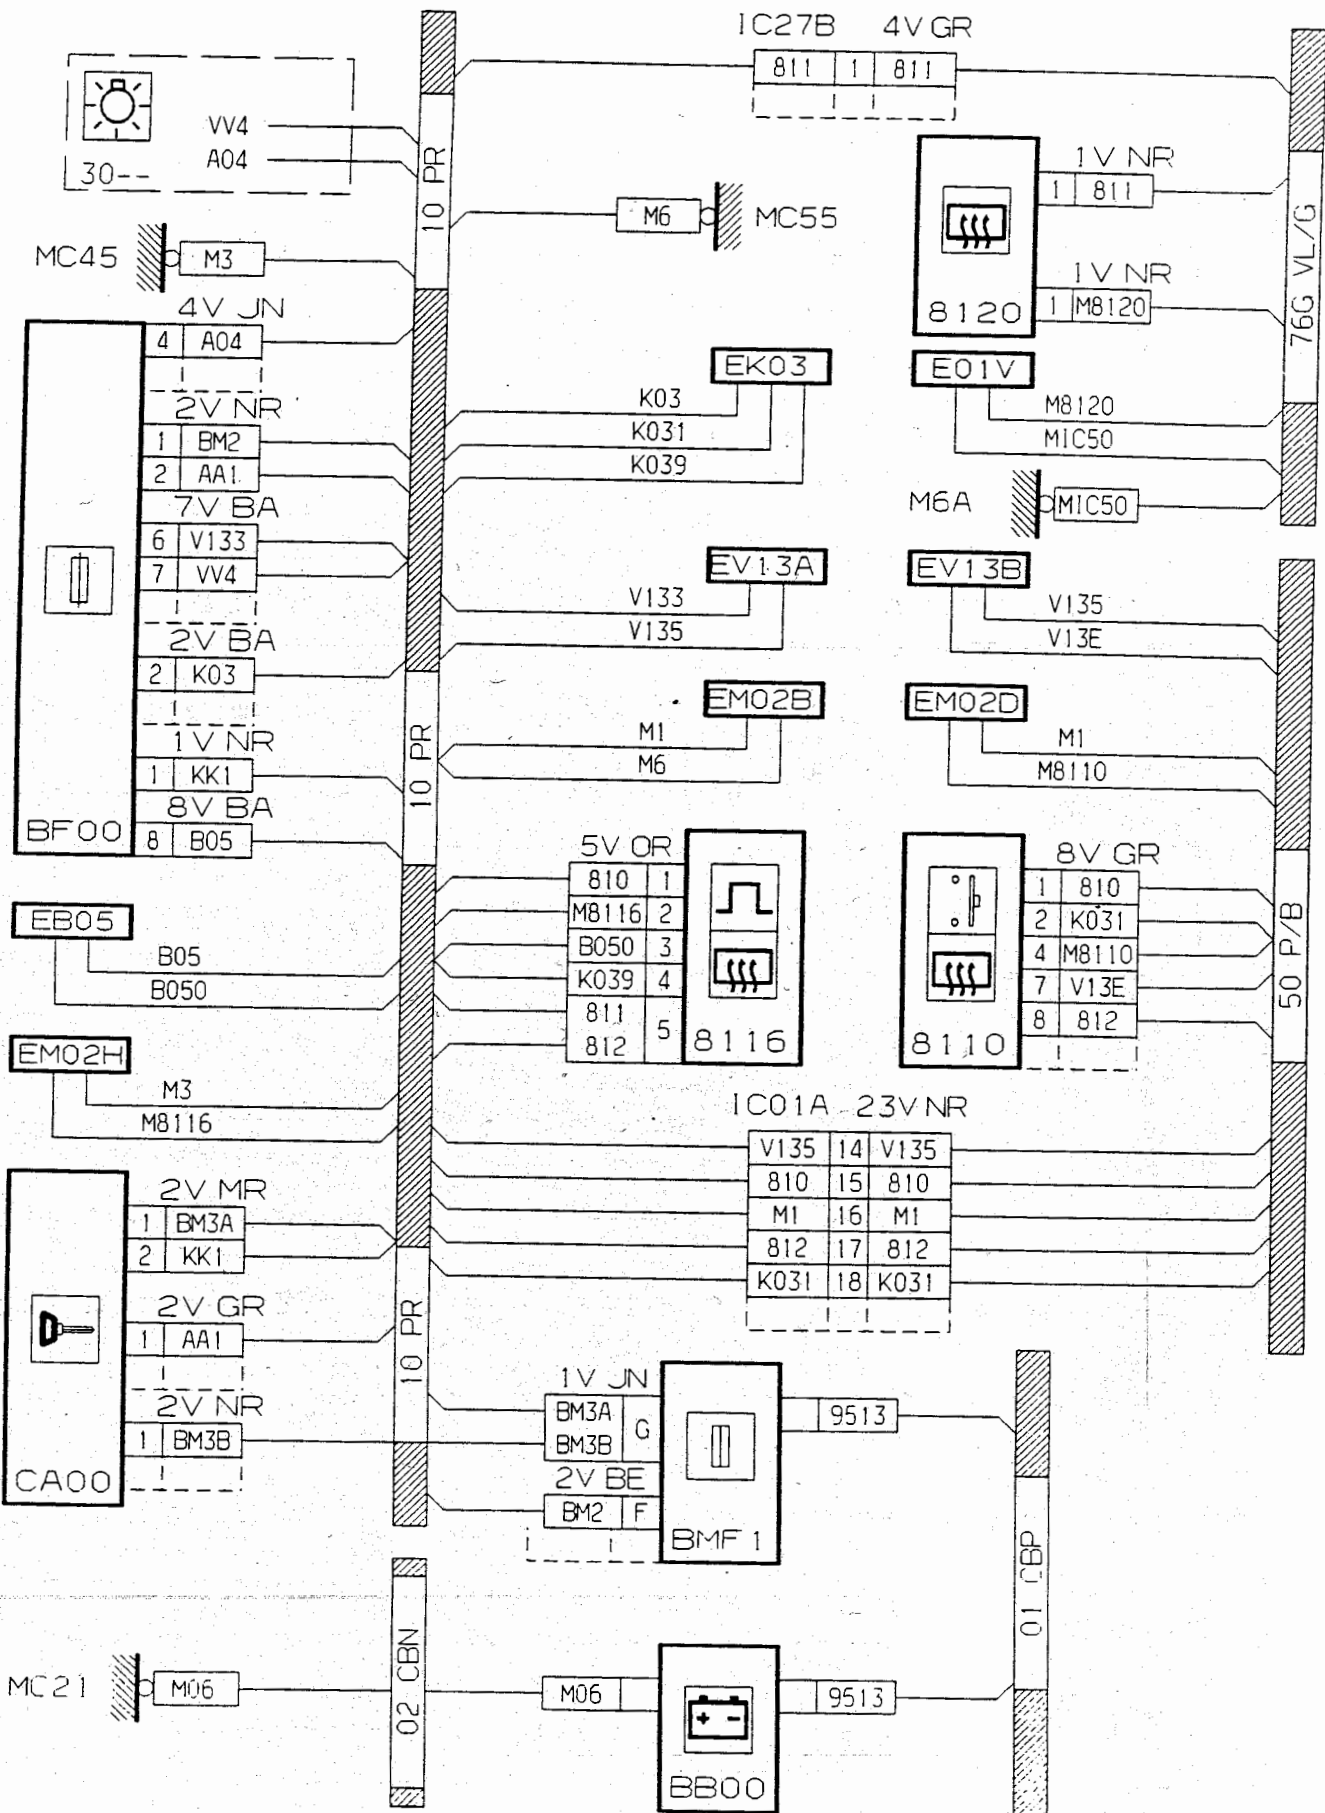 IC27B 4V GR
811 1 811
VV4
A04
30--
10 PR
1V NR
1 811
M6 MC55
MC45 M3
76G VL/G
1V NR
1 M8120
8120
4V JN
4 A04
EK03
E01V
K03
K031
K039
M8120
MIC50
2V NR
1 BM2
2 AA1
M6A MIC50
7V BA
6 V133
7 VV4
EV13A
EV13B
V133
V135
V135
V13E
2V BA
2 K03
EM02B
EM02D
10 PR
M1
M6
M1
M8110
1V NR
1 KK1
8V BA
8 B05
BF00
5V OR
810 1
M8116 2
B050 3
K039 4
811
812 5
8116
8V GR
1 810
2 K031
4 M8110
7 V13E
8 812
8110
50 P/B
EB05
B05
B050
EM02H
M3
M8116
IC01A 23V NR
V135 14 V135
810 15 810
M1 16 M1
812 17 812
K031 18 K031
2V MR
1 BM3A
2 KK1
2V GR
1 AA1
2V NR
1 BM3B
CA00
10 PR
1V JN
BM3A
BM3B G
2V BE
BM2 F
BMF1
9513
01 CBP
02 CBN
MC21 M06
M06
9513
BB00